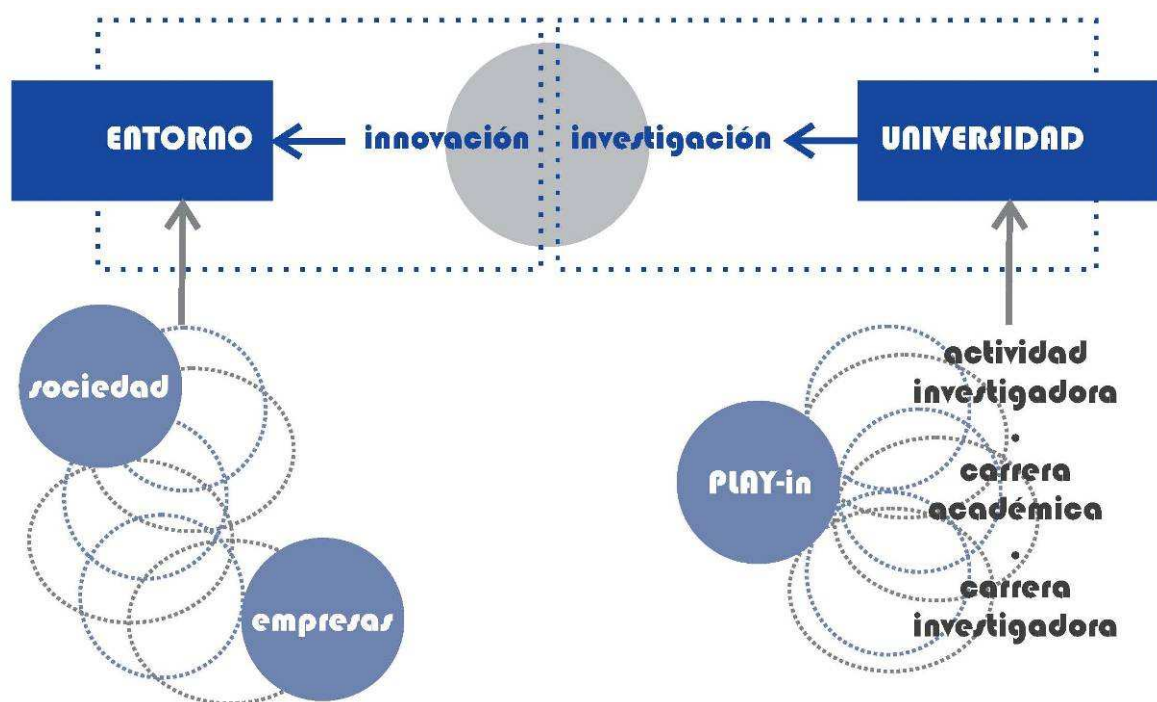 ENTORNO
innovación
investigación
UNIVERSIDAD
sociedad
empresas
PLAY-in
actividad
investigadora
·
carrera
académica
·
carrera
investigadora